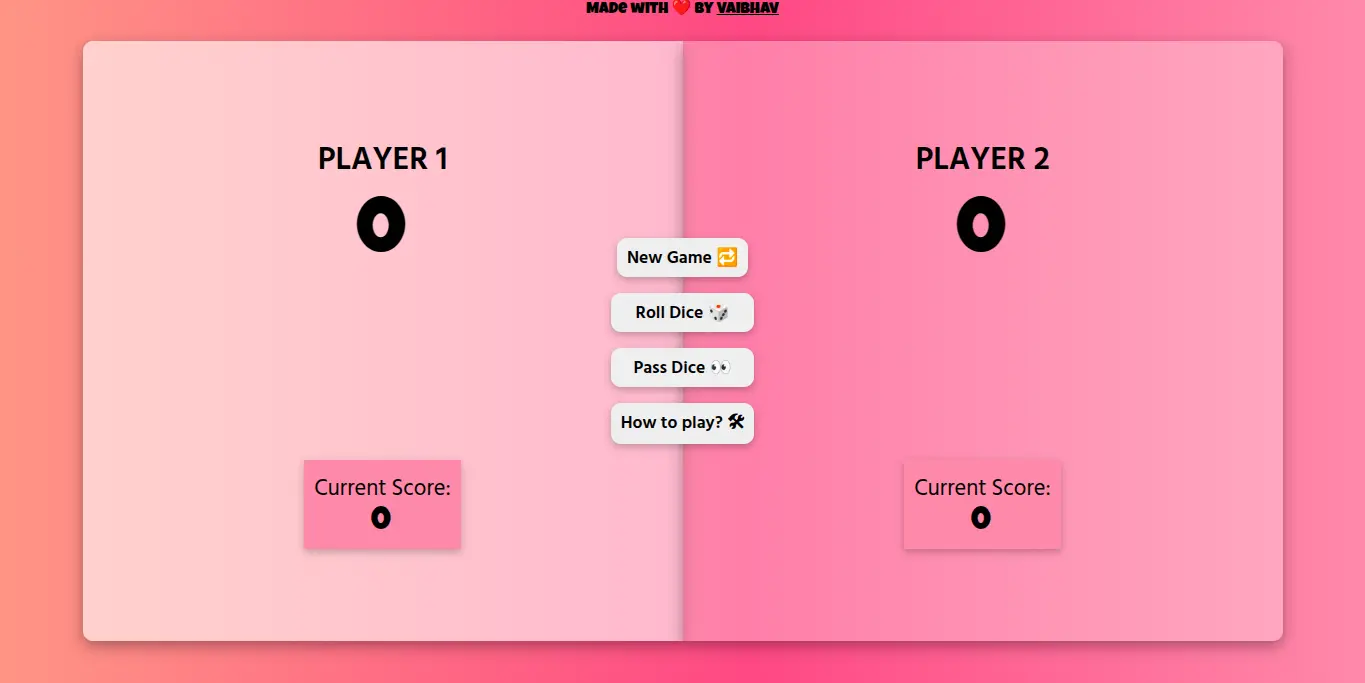 MADE WITH ❤️ BY VAIBHAV
PLAYER 1
0
PLAYER 2
0
New Game 🔁
Roll Dice 🎲
Pass Dice 👀
How to play? 🛠
Current Score:
0
Current Score:
0